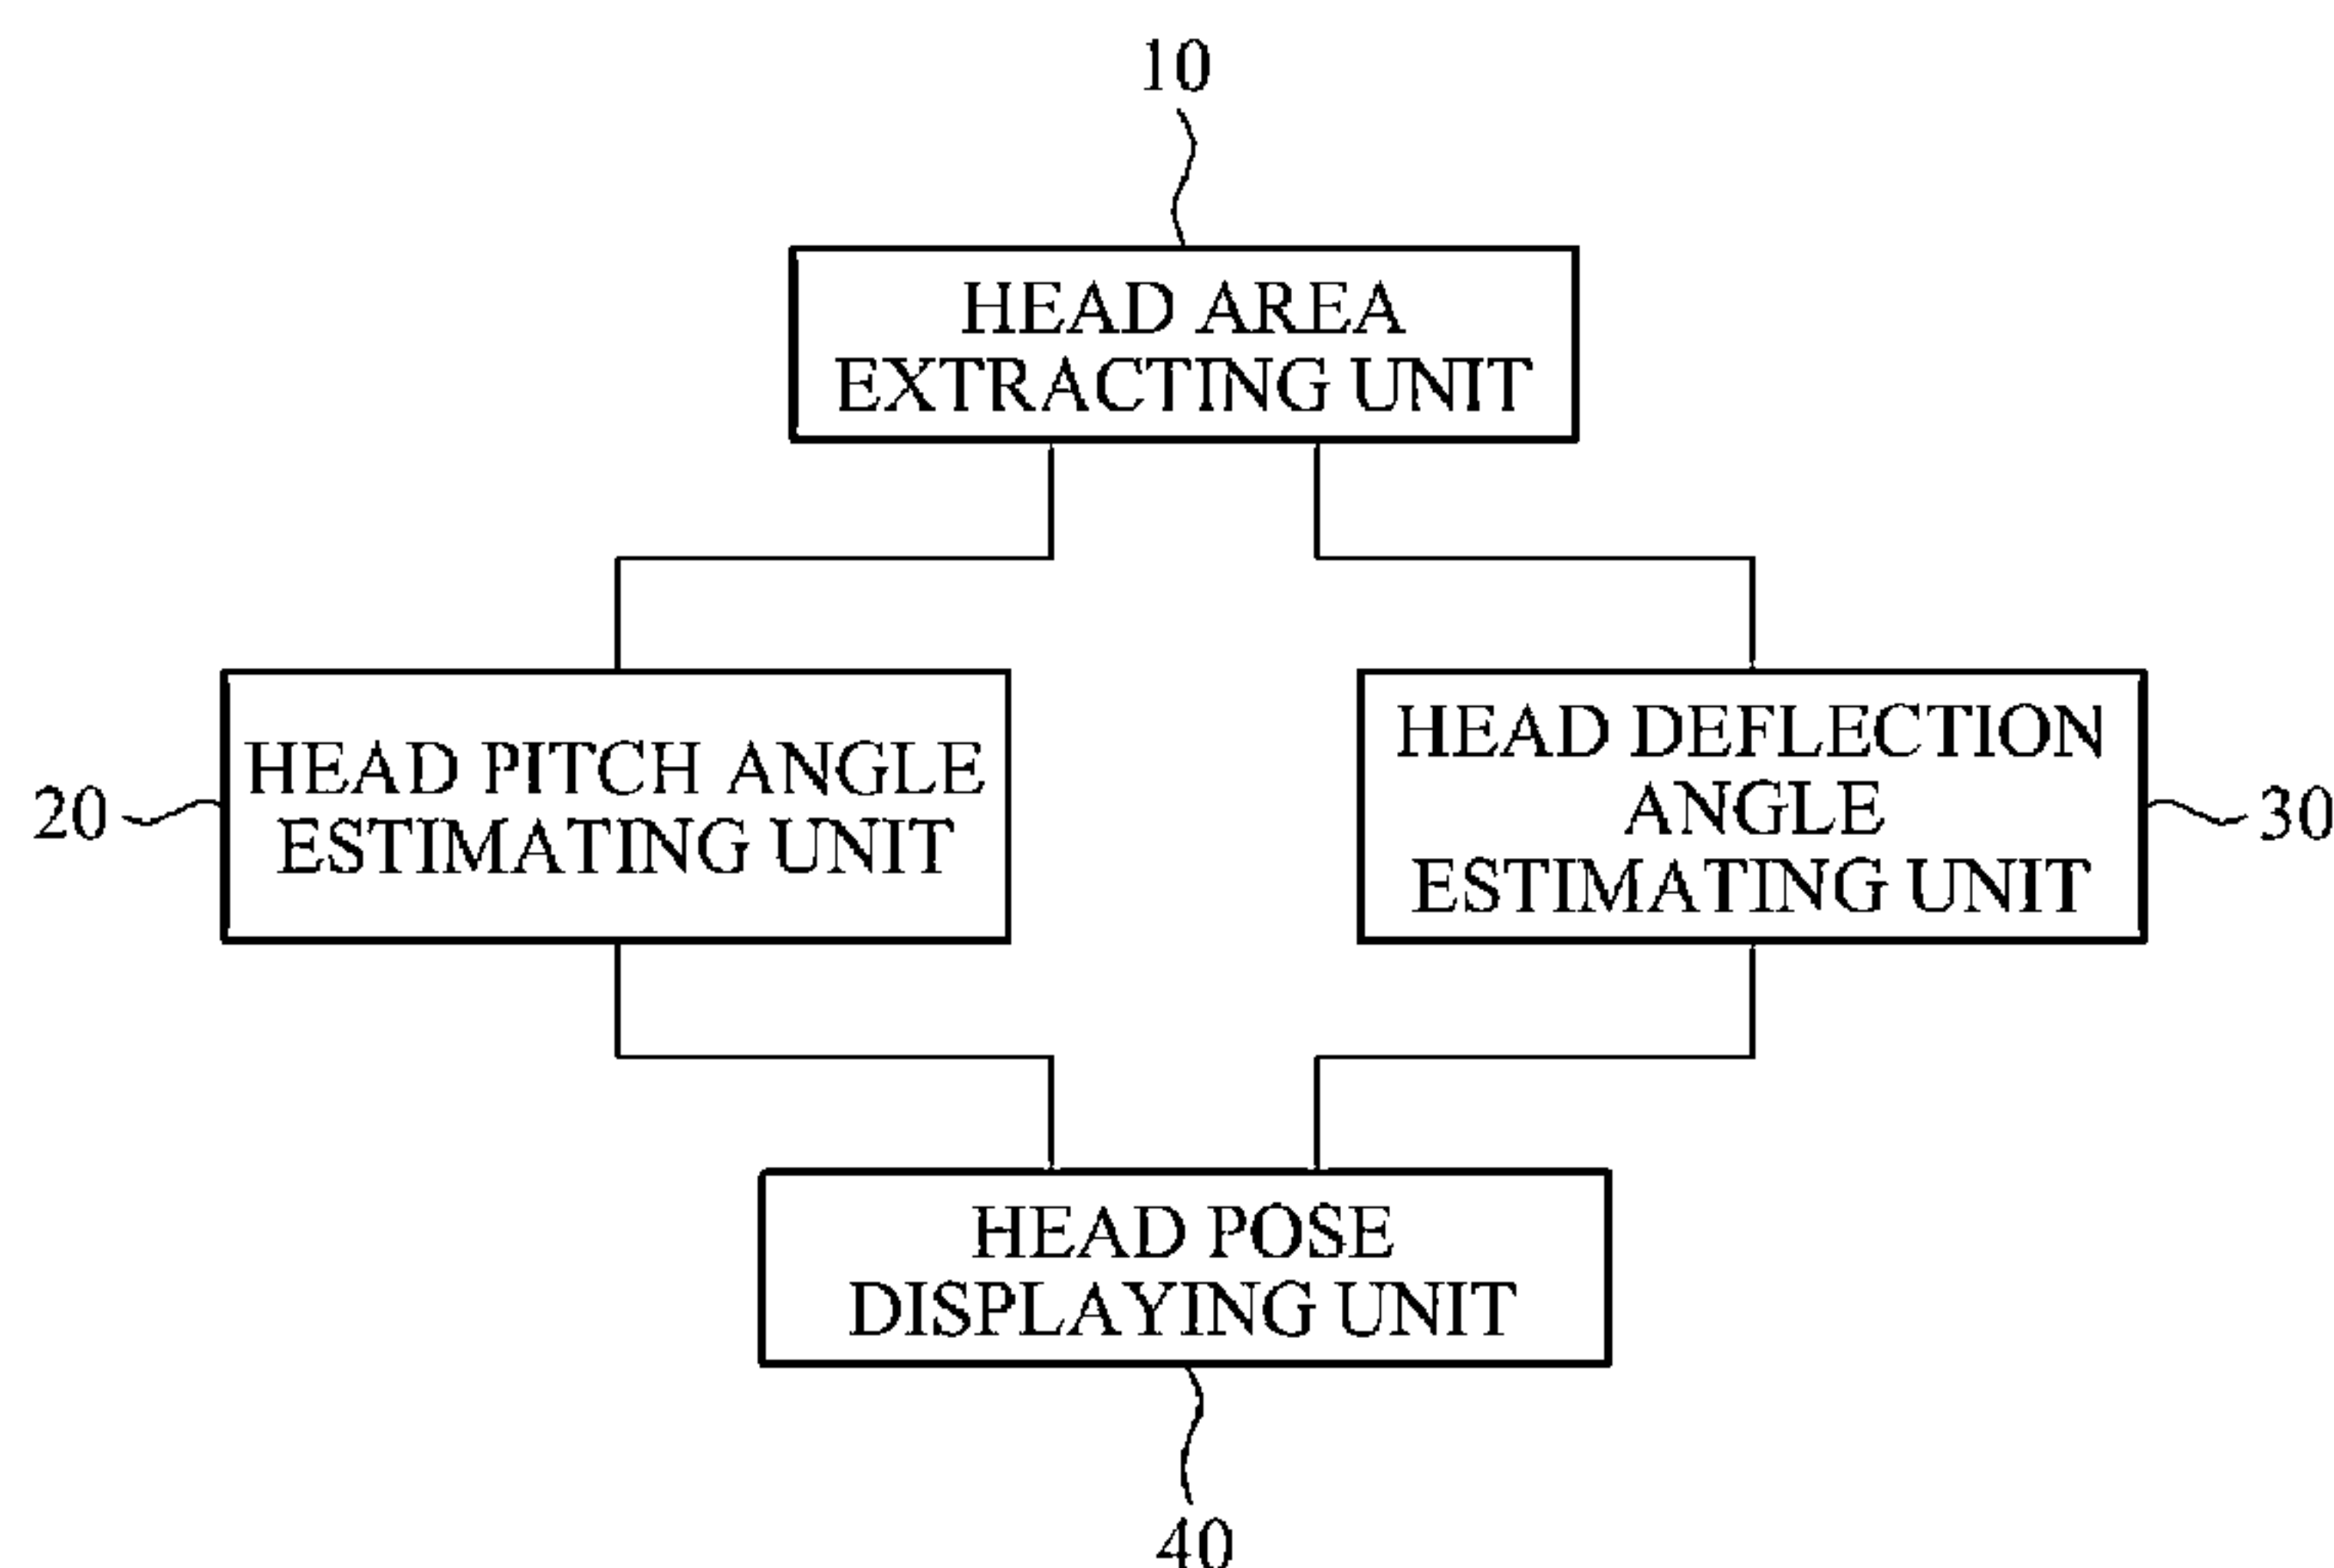 10
HEAD AREA
EXTRACTING UNIT
20
HEAD PITCH ANGLE
ESTIMATING UNIT
HEAD DEFLECTION
ANGLE
ESTIMATING UNIT
30
HEAD POSE
DISPLAYING UNIT
40